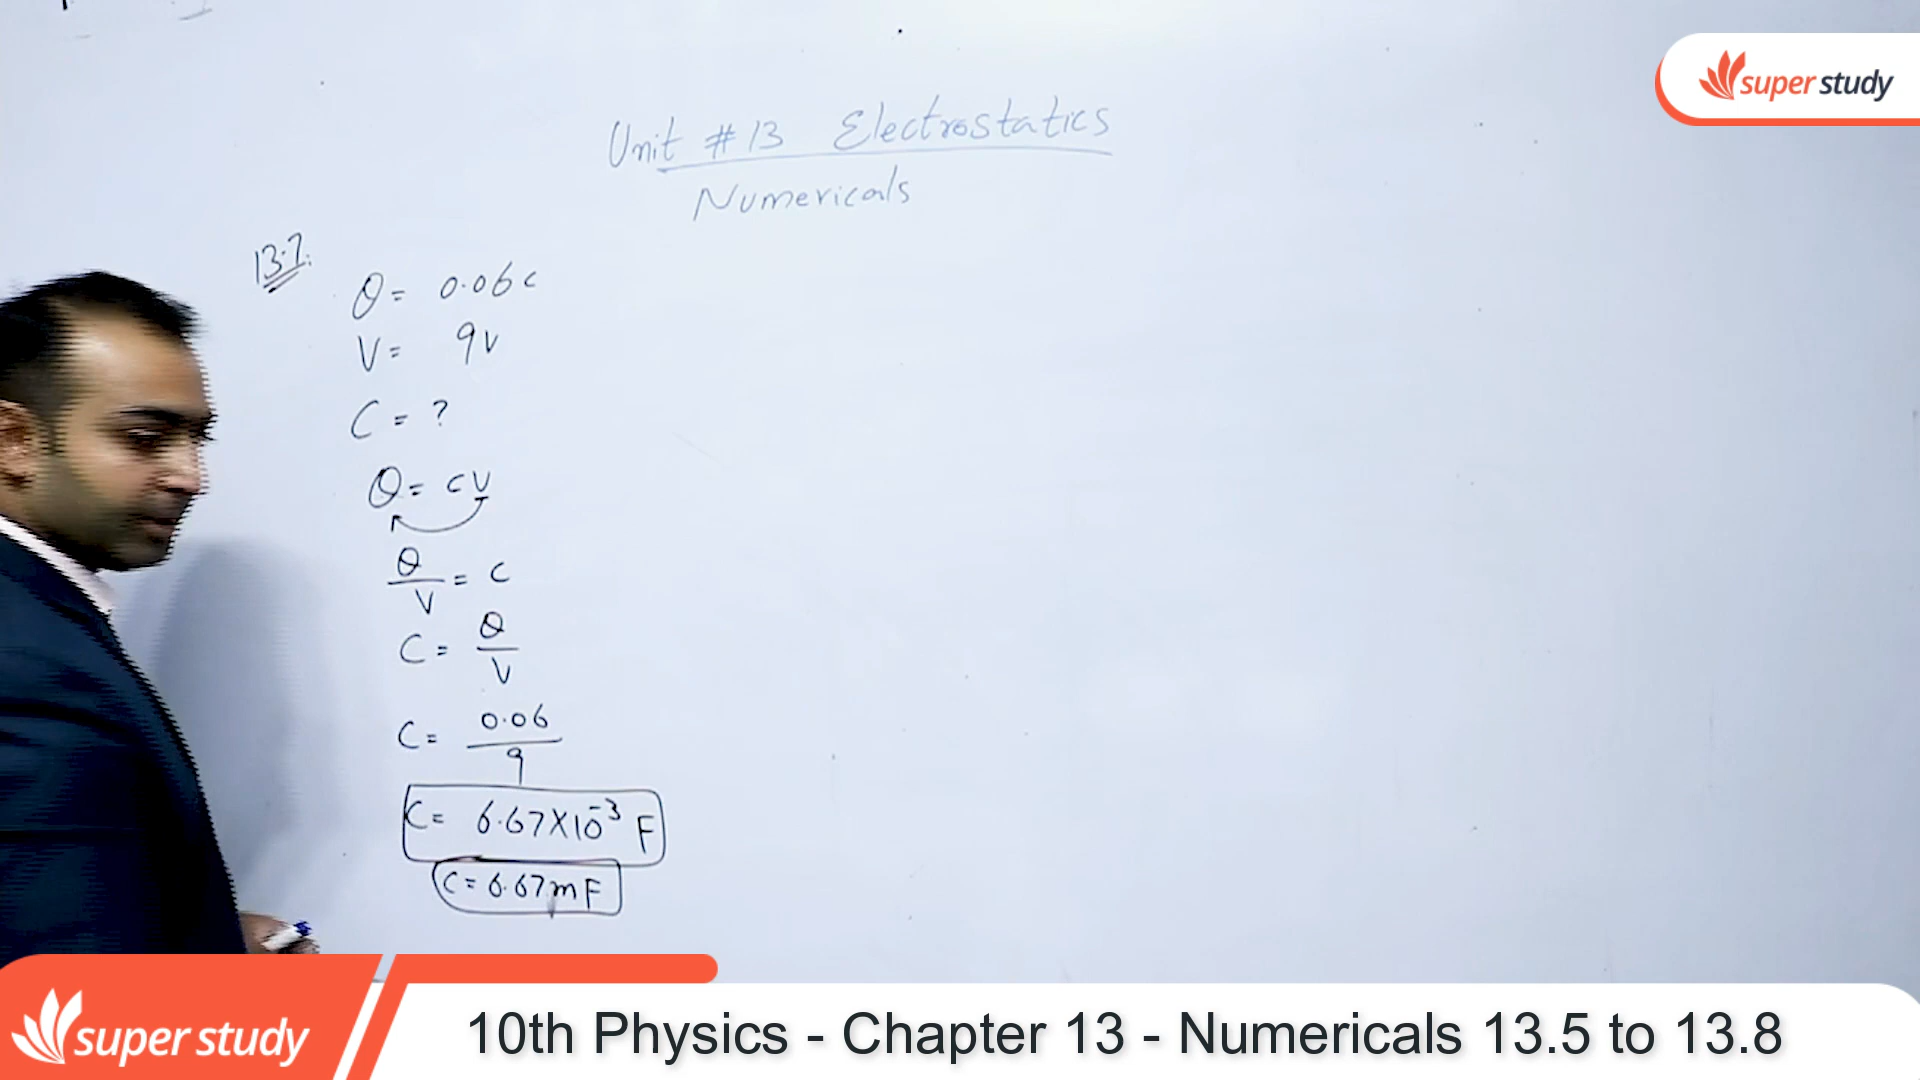 super study
Unit #13 Electrostatics
Numericals
13.7.
Q = 0.06 C
V = 9V
C = ?
Q = CV
Q/V = C
C = Q/V
C = 0.06/9
C = 6.67×10⁻³ F
C = 6.67mF
super study
10th Physics - Chapter 13 - Numericals 13.5 to 13.8